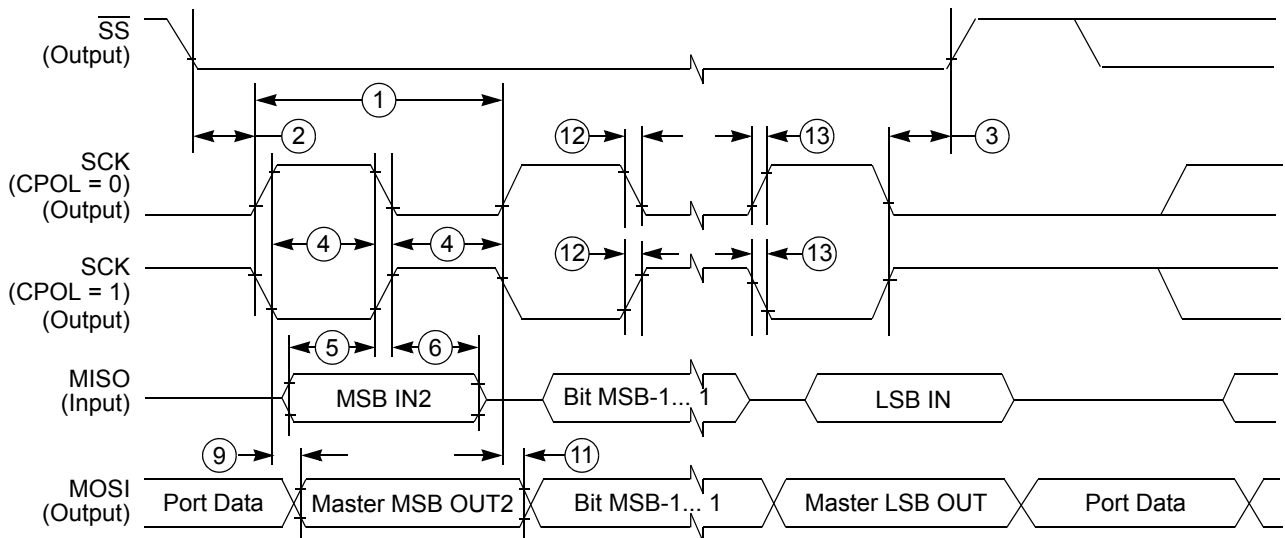 SS
(Output)
1
2
12
13
3
SCK
(CPOL = 0)
(Output)
4
4
12
13
SCK
(CPOL = 1)
(Output)
5
6
MISO
(Input)
MSB IN2
Bit MSB-1... 1
LSB IN
9
11
MOSI
(Output)
Port Data
Master MSB OUT2
Bit MSB-1... 1
Master LSB OUT
Port Data